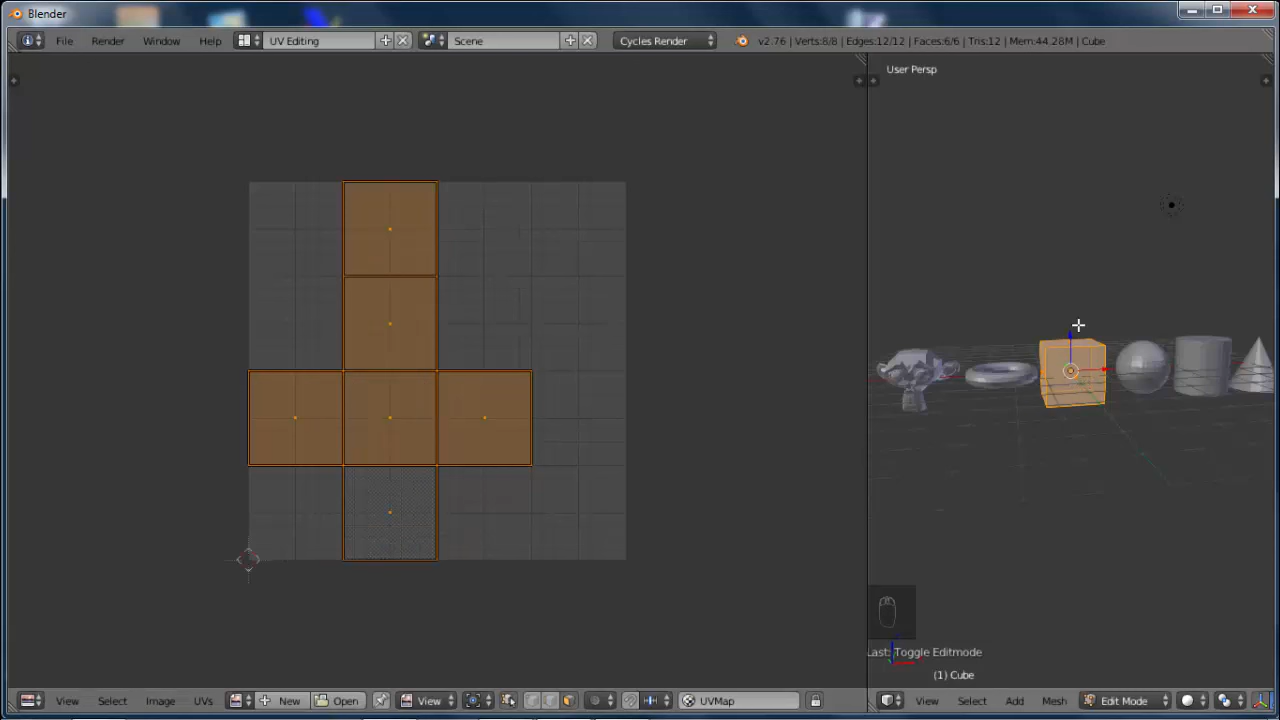 Blender
File Render Window Help UV Editing Scene Cycles Render v2.76 | Verts:8/8 | Edges:12/12 | Faces:6/6 | Tris:12 | Mem:44.28M | Cube
User Persp
Last: Toggle Editmode
(1) Cube
View Select Image UVs New Open View UVMap View Select Add Mesh Edit Mode